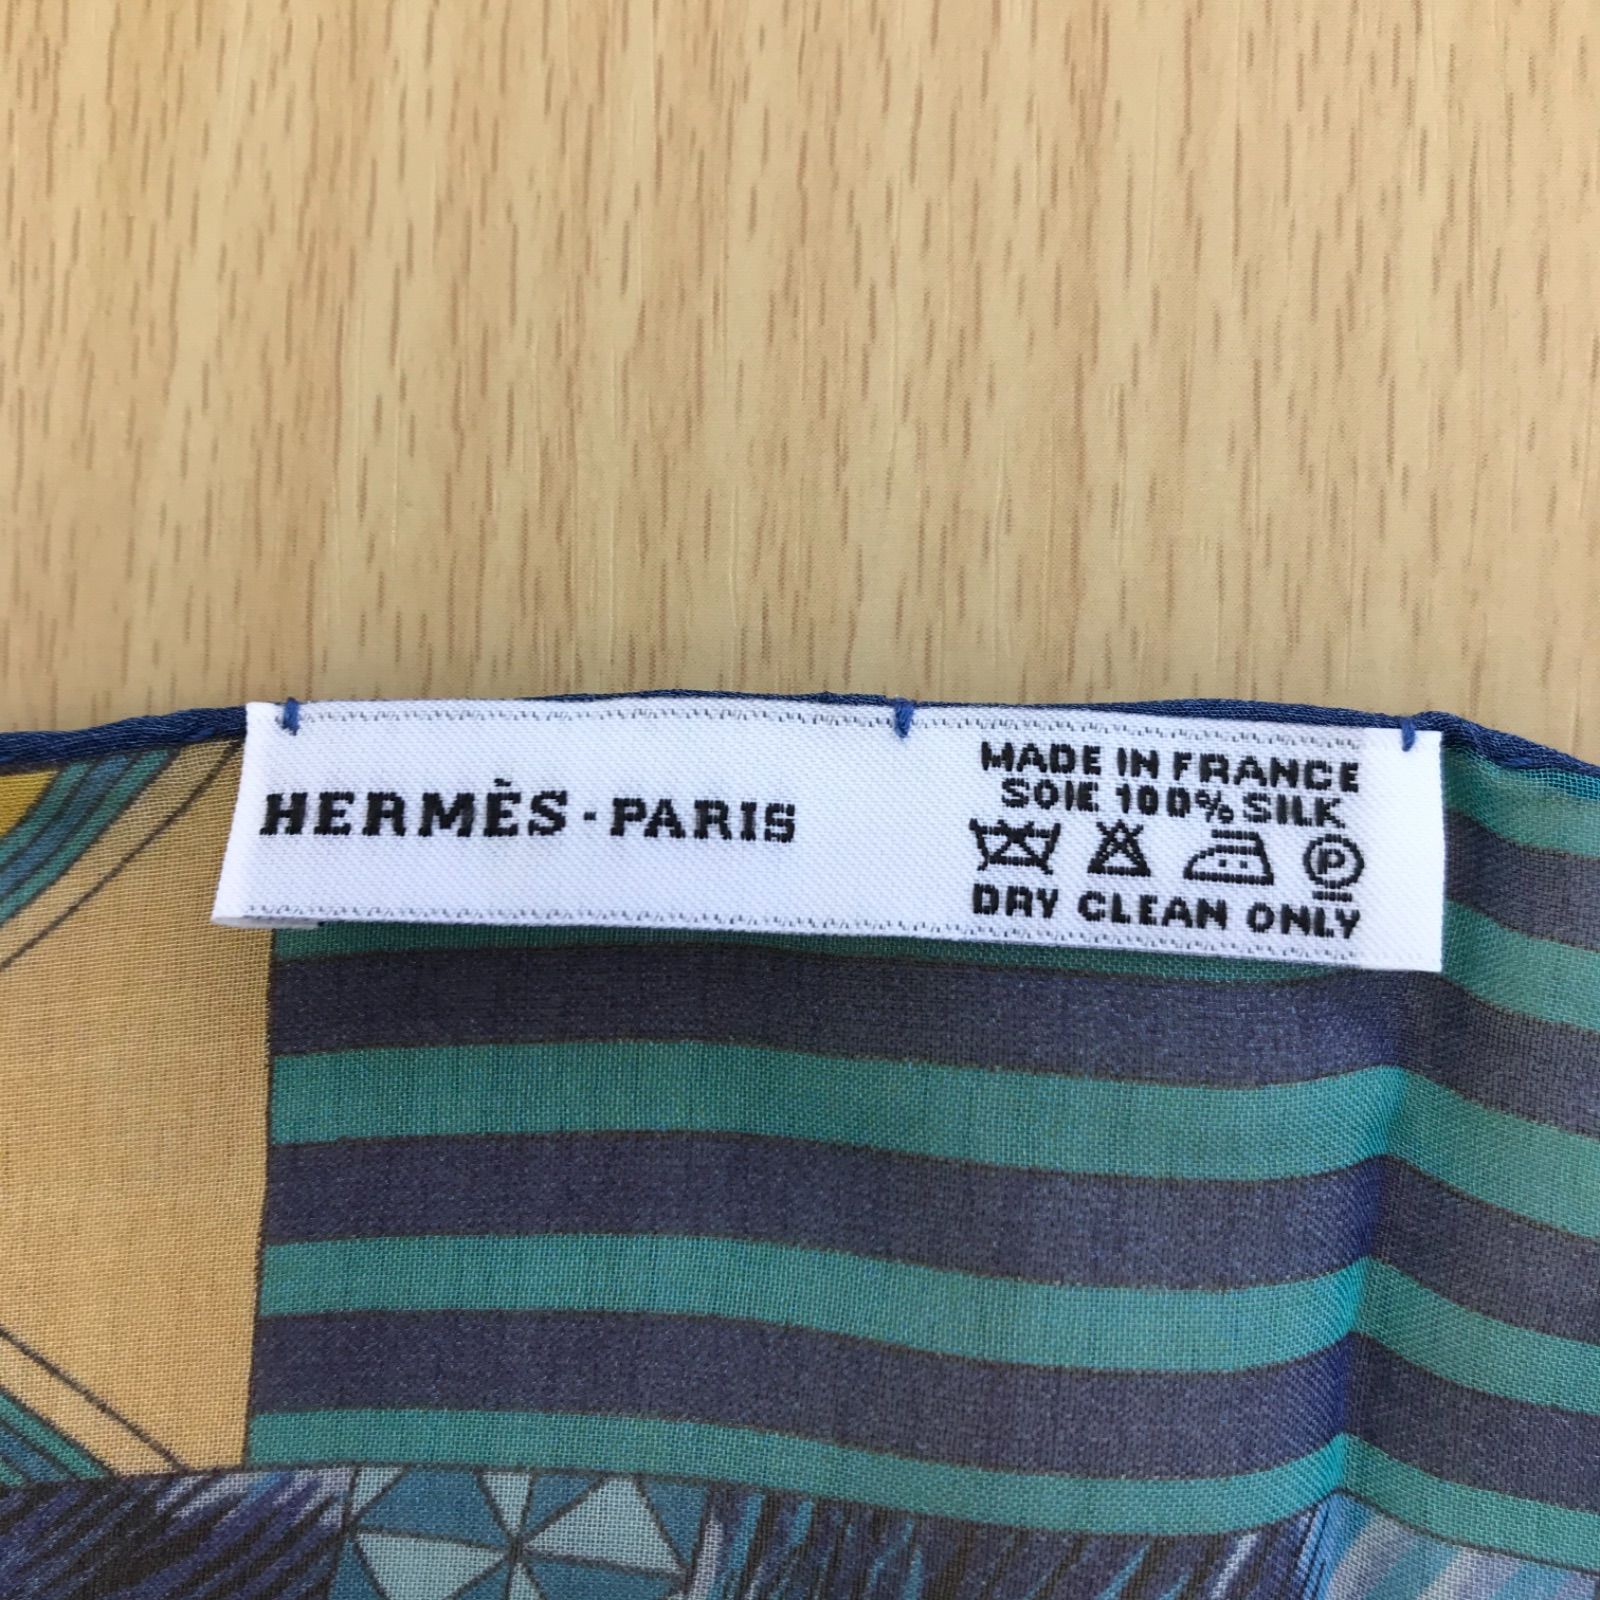 HERMÈS - PARIS
MADE IN FRANCE
SOIE 100% SILK
P
DRY CLEAN ONLY